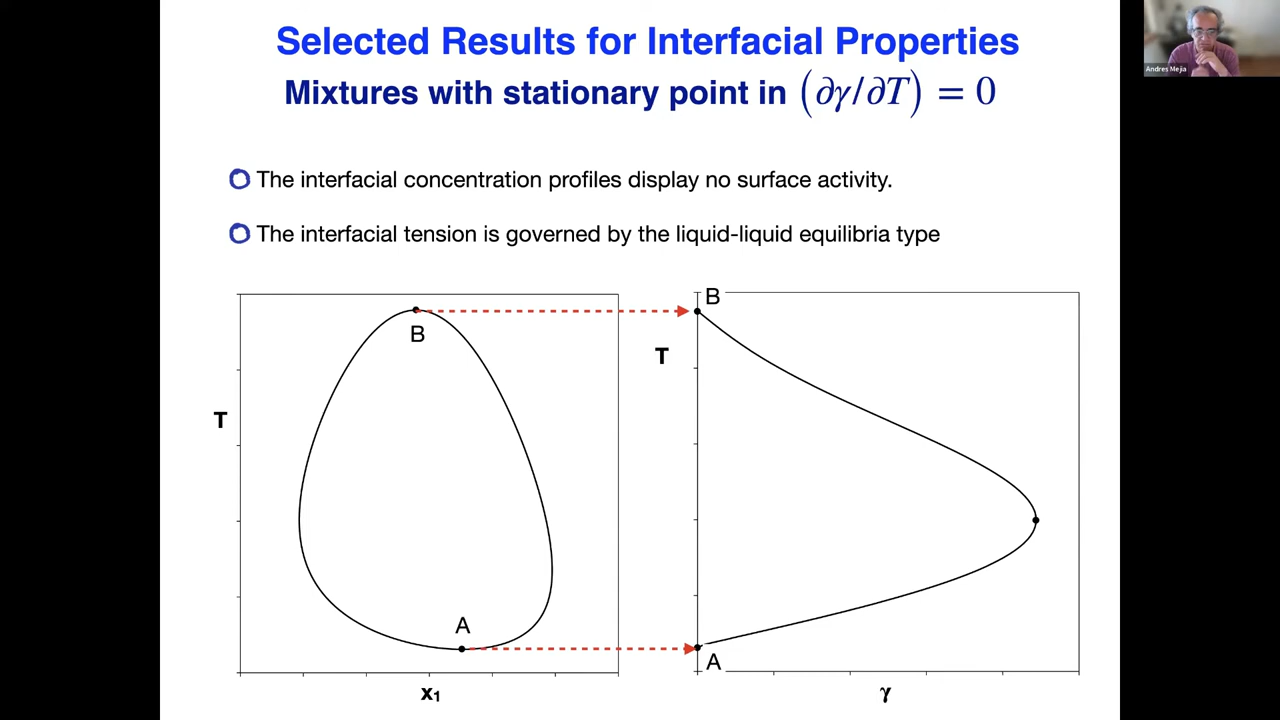 Selected Results for Interfacial Properties
Mixtures with stationary point in (∂γ/∂T) = 0
Andres Mejia
The interfacial concentration profiles display no surface activity.
The interfacial tension is governed by the liquid-liquid equilibria type
B
B
T
T
A
A
x₁
γ